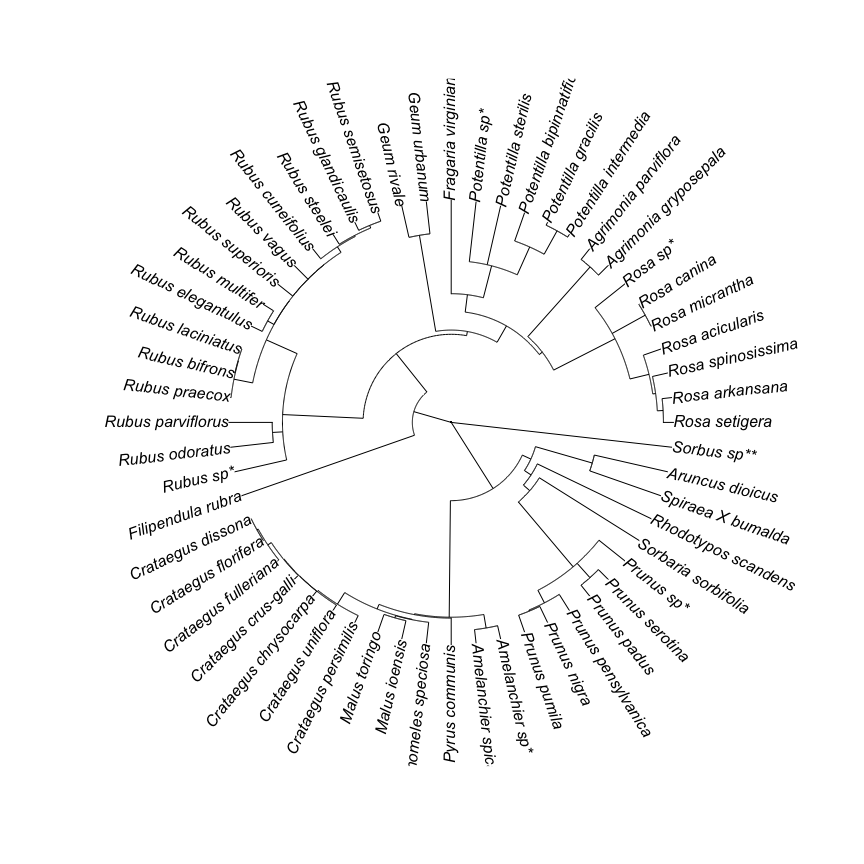 Rubus semisetosus
Rubus glandicaulis
Rubus steelei
Rubus cuneifolius
Rubus vagus
Rubus superioris
Rubus multifer
Rubus elegantulus
Rubus laciniatus
Rubus bifrons
Rubus praecox
Rubus parviflorus
Rubus odoratus
Rubus sp*
Filipendula rubra
Crataegus dissona
Crataegus florifera
Crataegus fulleriana
Crataegus crus-galli
Crataegus chrysocarpa
Crataegus uniflora
Crataegus persimilis
Malus toringo
Malus ioensis
nomeles speciosa
Pyrus communis
Amelanchier spic
Amelanchier sp*
Prunus pumila
Prunus nigra
Prunus pensylvanica
Prunus padus
Prunus serotina
Prunus sp*
Sorbaria sorbifolia
Rhodotypos scandens
Spiraea X bumalda
Aruncus dioicus
Sorbus sp**
Rosa setigera
Rosa arkansana
Rosa spinosissima
Rosa acicularis
Rosa micrantha
Rosa canina
Rosa sp*
Agrimonia gryposepala
Agrimonia parviflora
Potentilla intermedia
Potentilla gracilis
Potentilla bipinnatific
Potentilla sterilis
Potentilla sp*
Fragaria virginian
Geum urbanum
Geum rivale